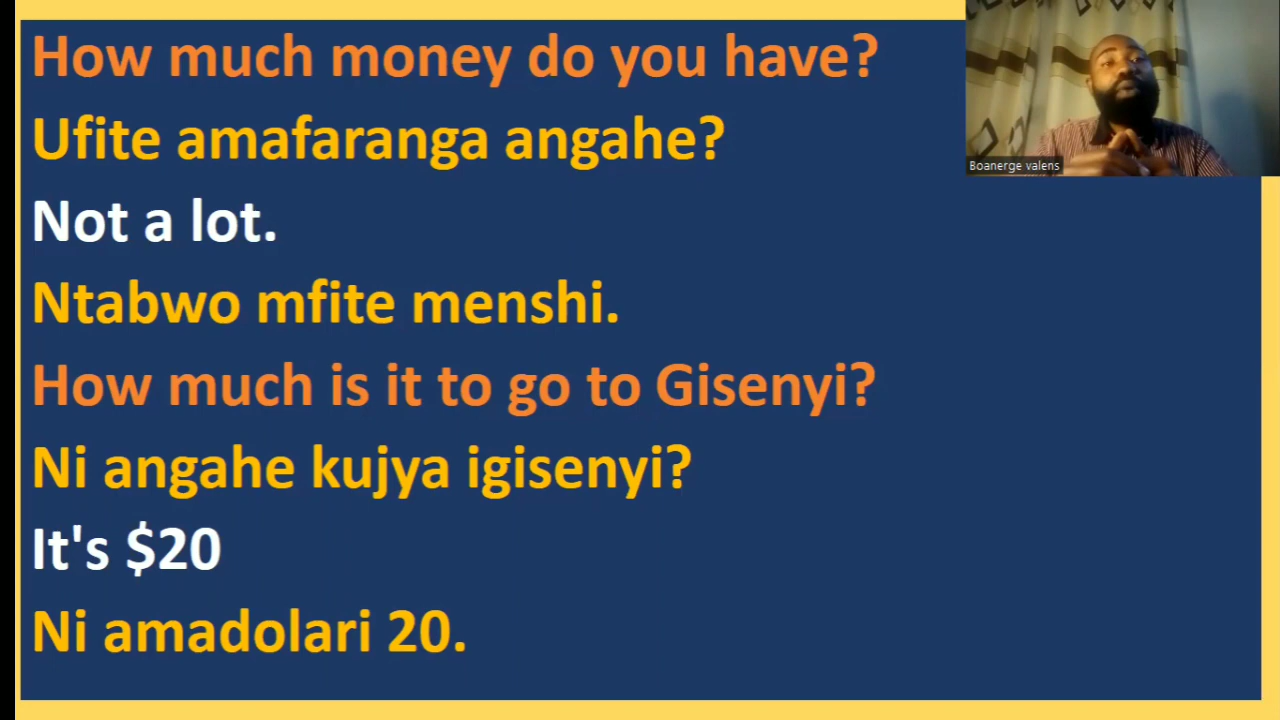 How much money do you have?
Ufite amafaranga angahe?
Not a lot.
Ntabwo mfite menshi.
How much is it to go to Gisenyi?
Ni angahe kujya igisenyi?
It's $20
Ni amadolari 20.
Boanerge valens